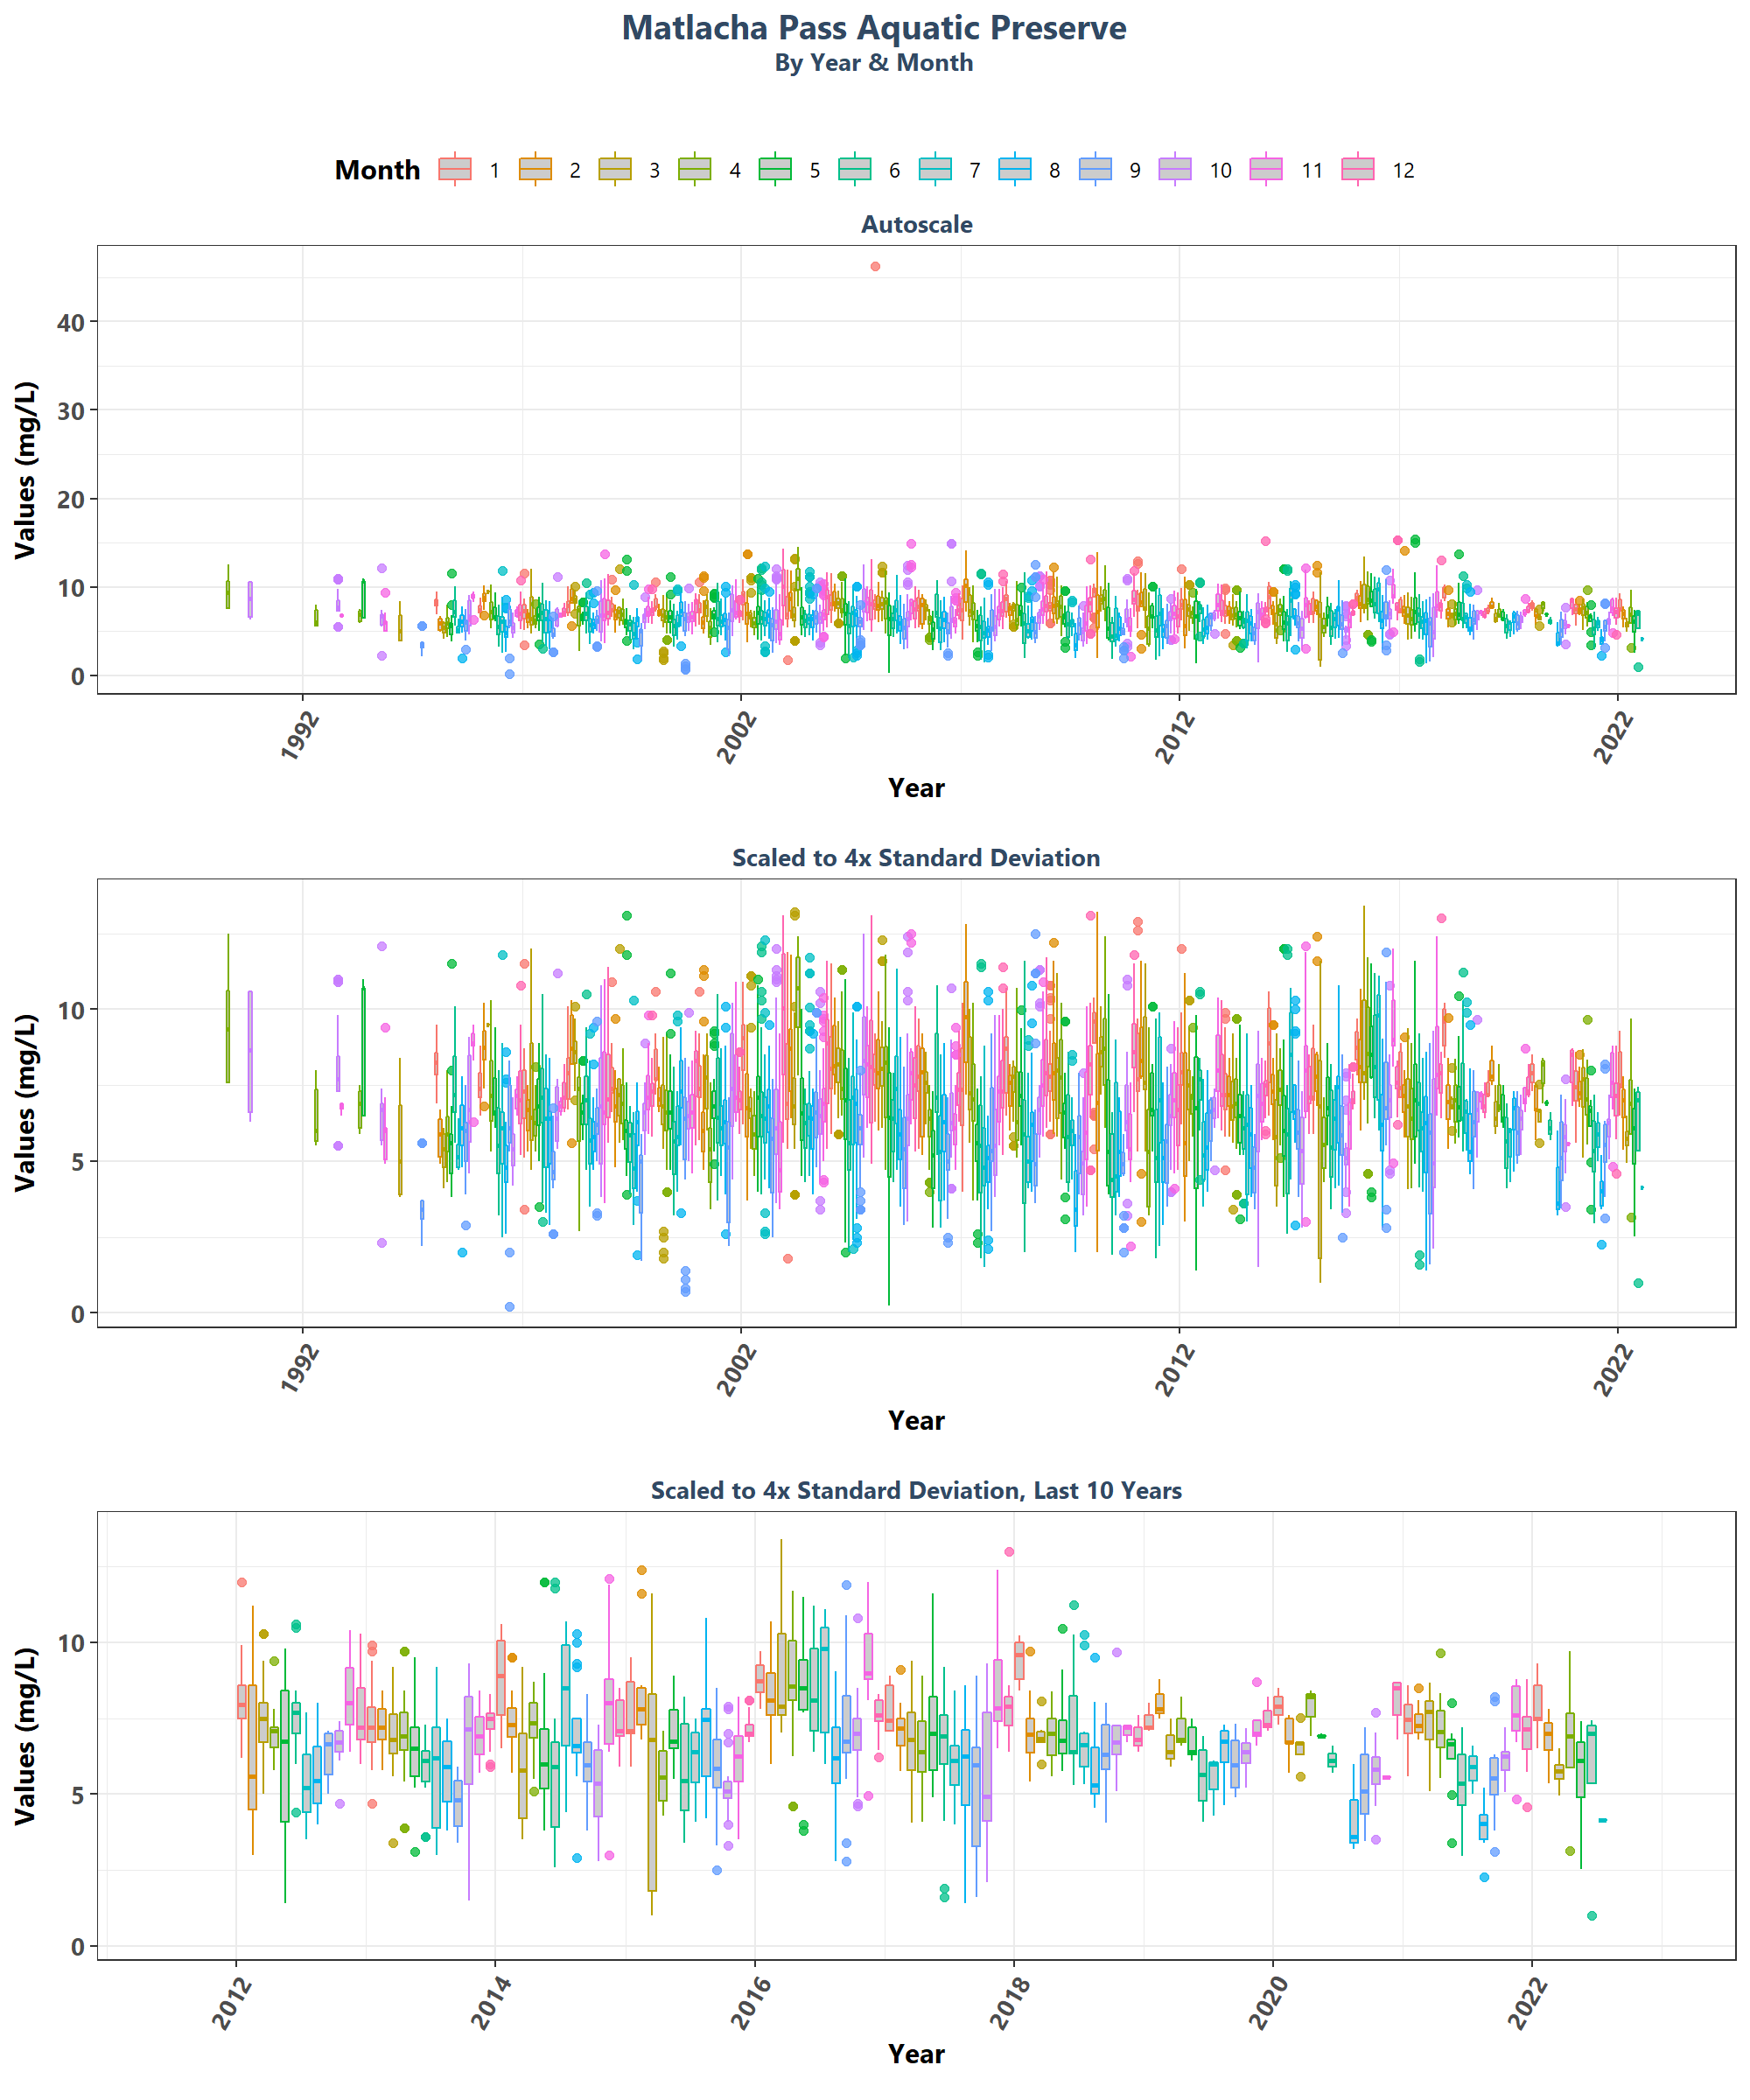 Matlacha Pass Aquatic Preserve
By Year & Month
Month 1 2 3 4 5 6 7 8 9 10 11 12
Autoscale
Values (mg/L)
40
30
20
10
0
1992 2002 2012 2022
Year
Scaled to 4x Standard Deviation
Values (mg/L)
10
5
0
1992 2002 2012 2022
Year
Scaled to 4x Standard Deviation, Last 10 Years
Values (mg/L)
10
5
0
2012 2014 2016 2018 2020 2022
Year